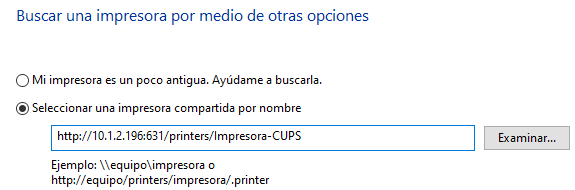 Buscar una impresora por medio de otras opciones
Mi impresora es un poco antigua. Ayúdame a buscarla.
Seleccionar una impresora compartida por nombre
http://10.1.2.196:631/printers/Impresora-CUPS
Examinar...
Ejemplo: \\equipo\impresora o
http://equipo/printers/impresora/.printer